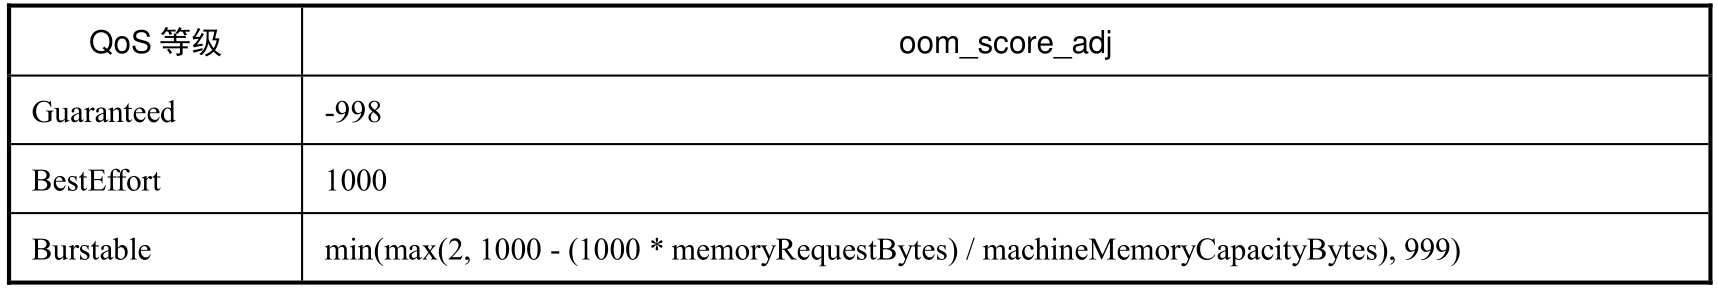 QoS 等级 oom_score_adj
Guaranteed -998
BestEffort 1000
Burstable min(max(2, 1000 - (1000 * memoryRequestBytes) / machineMemoryCapacityBytes), 999)